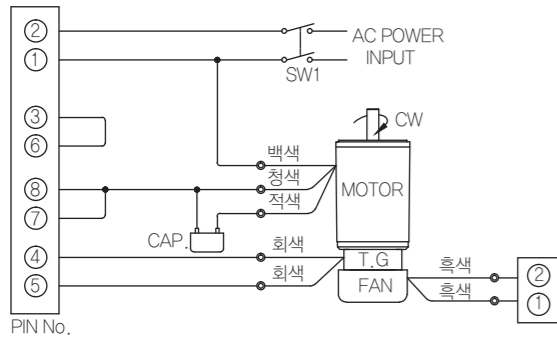 ②
①
③
⑥
⑧
⑦
④
⑤
PIN No.
AC POWER
INPUT
SW1
CW
백색
청색
적색
CAP.
MOTOR
회색
회색
T.G
FAN
흑색
흑색
②
①